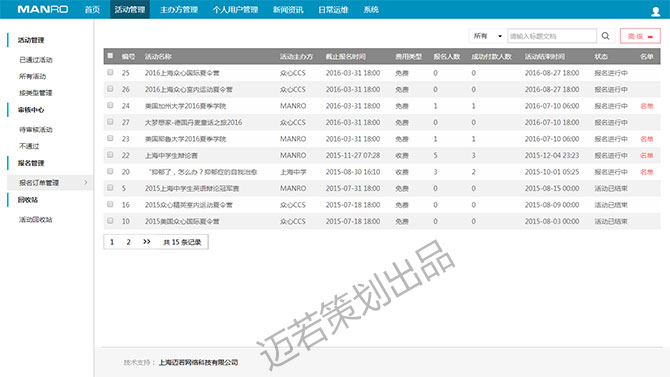 MANRO 首页 活动管理 主办方管理 个人用户管理 新闻资讯 日常运维 系统
活动管理
已通过活动
所有活动
按类型管理
审核中心
待审核活动
不通过
报名管理
报名订单管理
回收站
活动回收站
所有 请输入标题文档 高级
编号 活动名称 活动主办方 截止报名时间 费用类型 报名人数 成功付款人数 活动结束时间 状态 名单
25 2016上海众心国际夏令营 众心CCS 2016-03-31 18:00 免费 0 0 2016-08-27 18:00 报名进行中
26 2016上海众心室内运动夏令营 众心CCS 2016-03-31 18:00 免费 0 0 2016-08-27 18:00 报名进行中
24 美国加州大学2016夏季学院 MANRO 2016-03-31 18:00 免费 1 1 2016-07-10 06:00 报名进行中 名单
27 大梦想家-德国丹麦童话之旅2016 众心CCS 2016-03-31 18:00 免费 0 0 2016-07-16 18:00 报名进行中
23 美国耶鲁大学2016夏季学院 MANRO 2016-03-31 18:00 免费 1 1 2016-07-10 06:00 报名进行中 名单
22 上海中学生辩论赛 MANRO 2015-11-27 07:28 收费 5 3 2015-12-04 23:23 报名进行中 名单
20 “抑郁了，怎么办？抑郁症的自我治愈 上海中学 2015-08-30 16:10 收费 3 2 2015-10-01 05:25 报名进行中 名单
5 2015上海中学生英语辩论冠军赛 MANRO 2015-07-31 18:00 免费 0 0 2015-08-15 00:00 活动已结束
16 2015众心精英室内运动夏令营 众心CCS 2015-07-18 18:00 免费 0 0 2015-08-09 00:00 活动已结束
10 2015美国众心国际夏令营 众心CCS 2015-07-18 18:00 免费 0 0 2015-08-03 00:00 活动已结束
1 2 >> 共 15 条记录
迈若策划出品
技术支持： 上海迈若网络科技有限公司